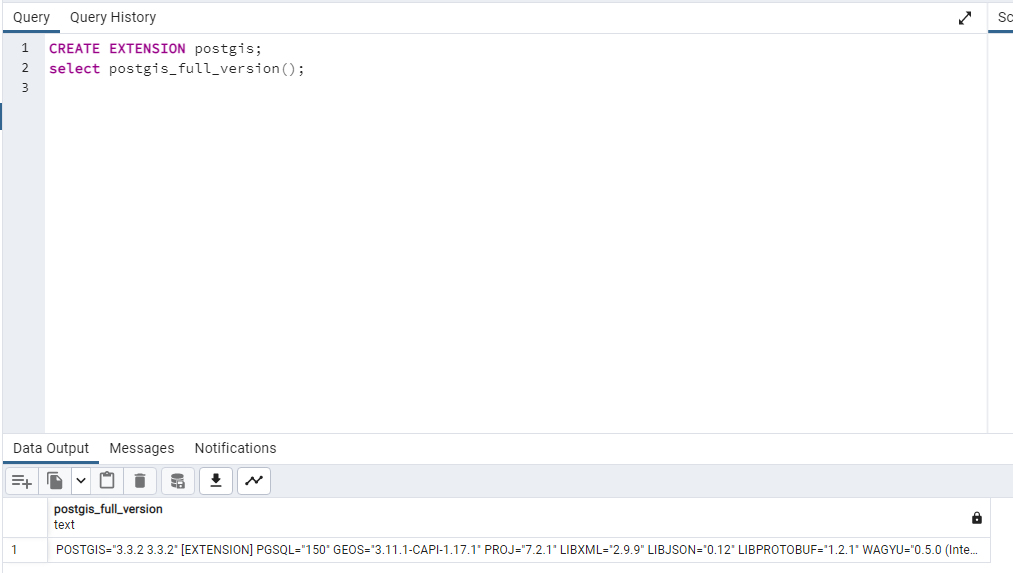 Query Query History Sc
1 CREATE EXTENSION postgis;
2 select postgis_full_version();
3
Data Output Messages Notifications
postgis_full_version
text
1 POSTGIS="3.3.2 3.3.2" [EXTENSION] PGSQL="150" GEOS="3.11.1-CAPI-1.17.1" PROJ="7.2.1" LIBXML="2.9.9" LIBJSON="0.12" LIBPROTOBUF="1.2.1" WAGYU="0.5.0 (Inte...